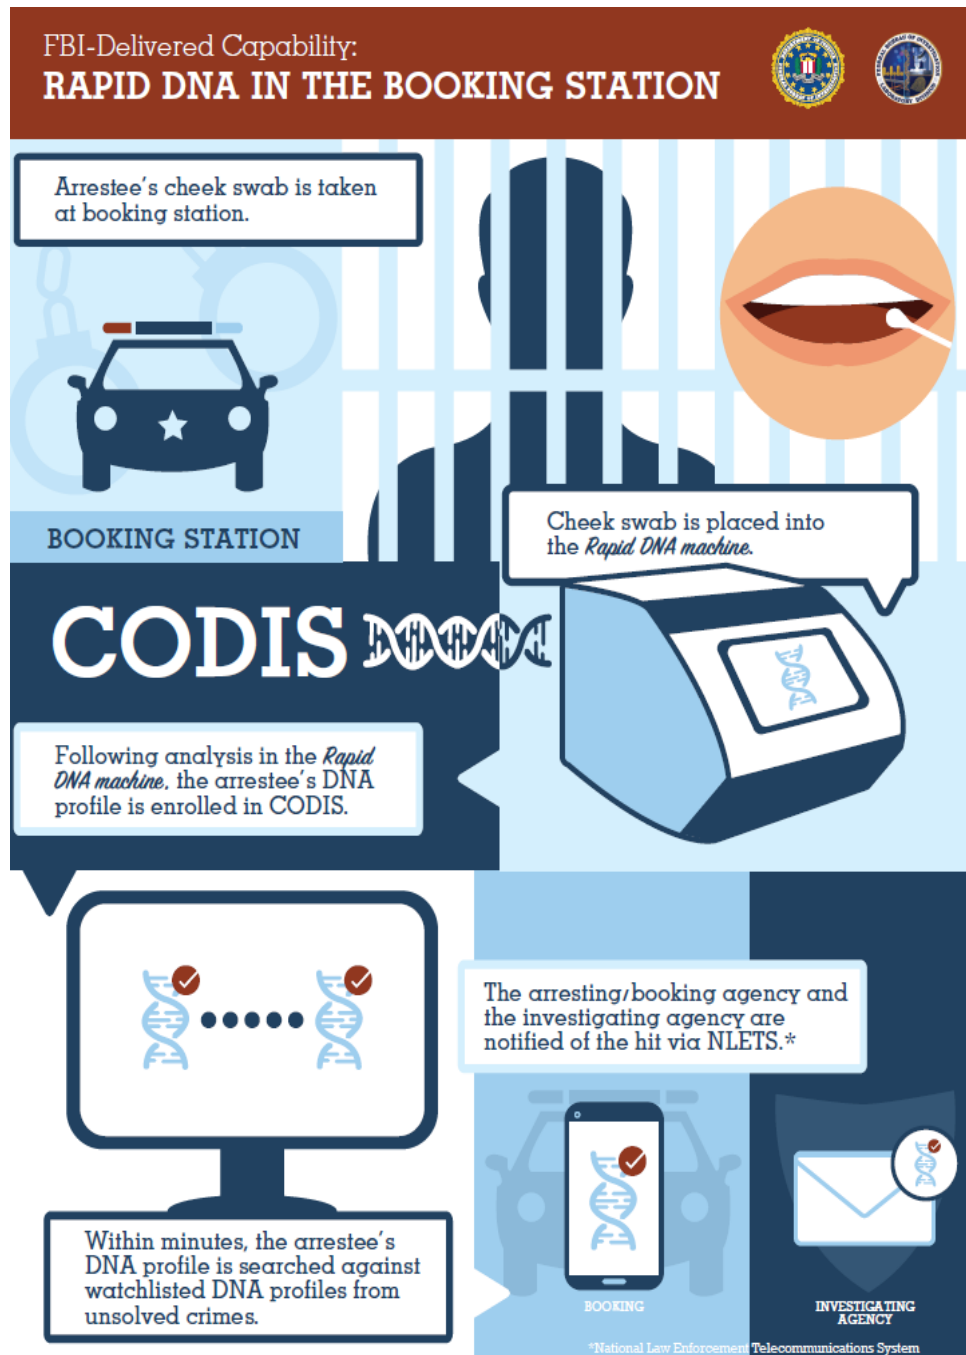 FBI-Delivered Capability:
RAPID DNA IN THE BOOKING STATION
Arrestee's cheek swab is taken
at booking station.
BOOKING STATION
Cheek swab is placed into
the Rapid DNA machine.
CODIS
Following analysis in the Rapid
DNA machine, the arrestee's DNA
profile is enrolled in CODIS.
Within minutes, the arrestee's
DNA profile is searched against
watchlisted DNA profiles from
unsolved crimes.
The arresting/booking agency and
the investigating agency are
notified of the hit via NLETS.*
BOOKING
INVESTIGATING
AGENCY
*National Law Enforcement Telecommunications System